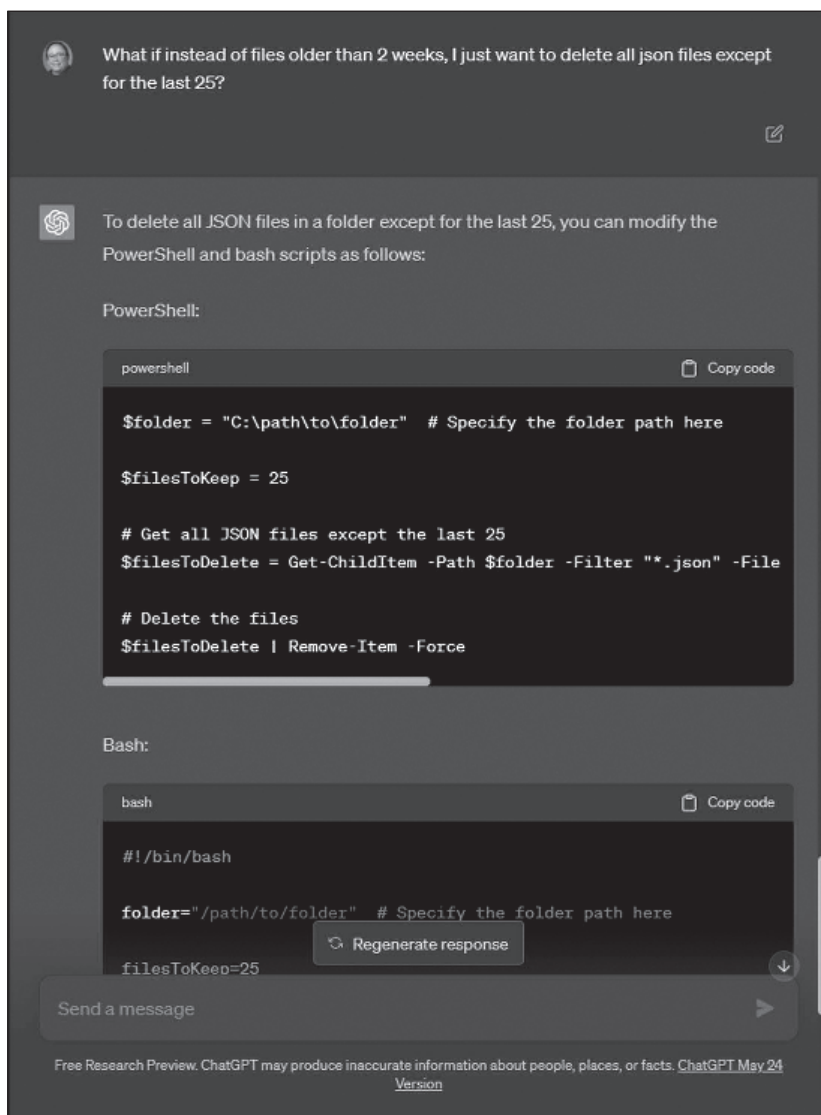 What if instead of files older than 2 weeks, I just want to delete all json files except
for the last 25?
To delete all JSON files in a folder except for the last 25, you can modify the
PowerShell and bash scripts as follows:
PowerShell:
powershell Copy code
$folder = "C:\path\to\folder"  # Specify the folder path here
$filesToKeep = 25
# Get all JSON files except the last 25
$filesToDelete = Get-ChildItem -Path $folder -Filter "*.json" -File
# Delete the files
$filesToDelete | Remove-Item -Force
Bash:
bash Copy code
#!/bin/bash
folder="/path/to/folder"  # Specify the folder path here
Regenerate response
filesToKeep=25
Send a message
Free Research Preview. ChatGPT may produce inaccurate information about people, places, or facts. ChatGPT May 24
Version